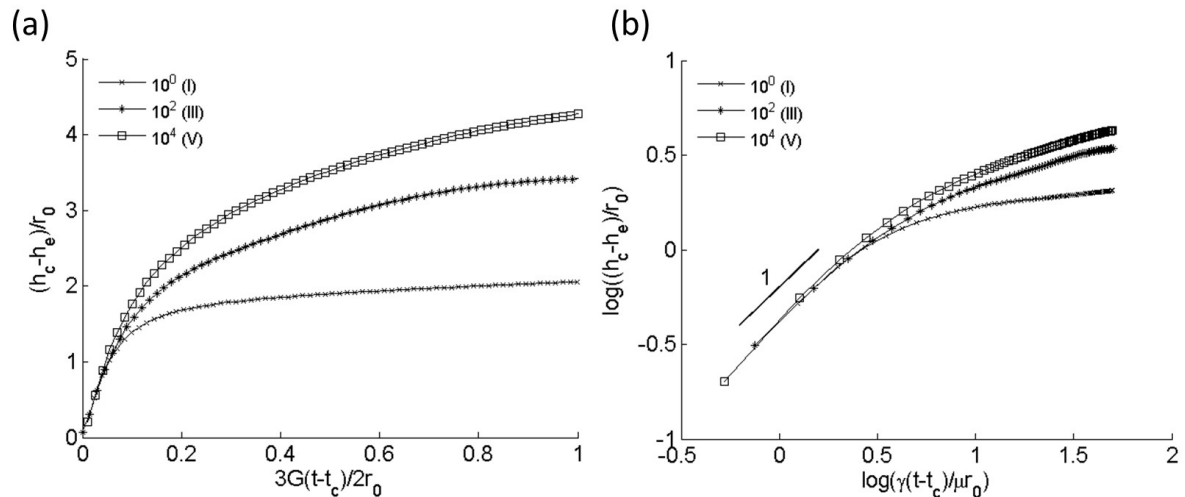 (a)
5
4
3
2
1
0
(h_c-h_e)/r_0
10^0 (I)
10^2 (III)
10^4 (V)
0
0.2
0.4
0.6
0.8
1
3G(t-t_c)/2r_0
(b)
1
0.5
0
-0.5
-1
log((h_c-h_e)/r_0)
10^0 (I)
10^2 (III)
10^4 (V)
1
-0.5
0
0.5
1
1.5
2
log(γ(t-t_c)/μr_0)